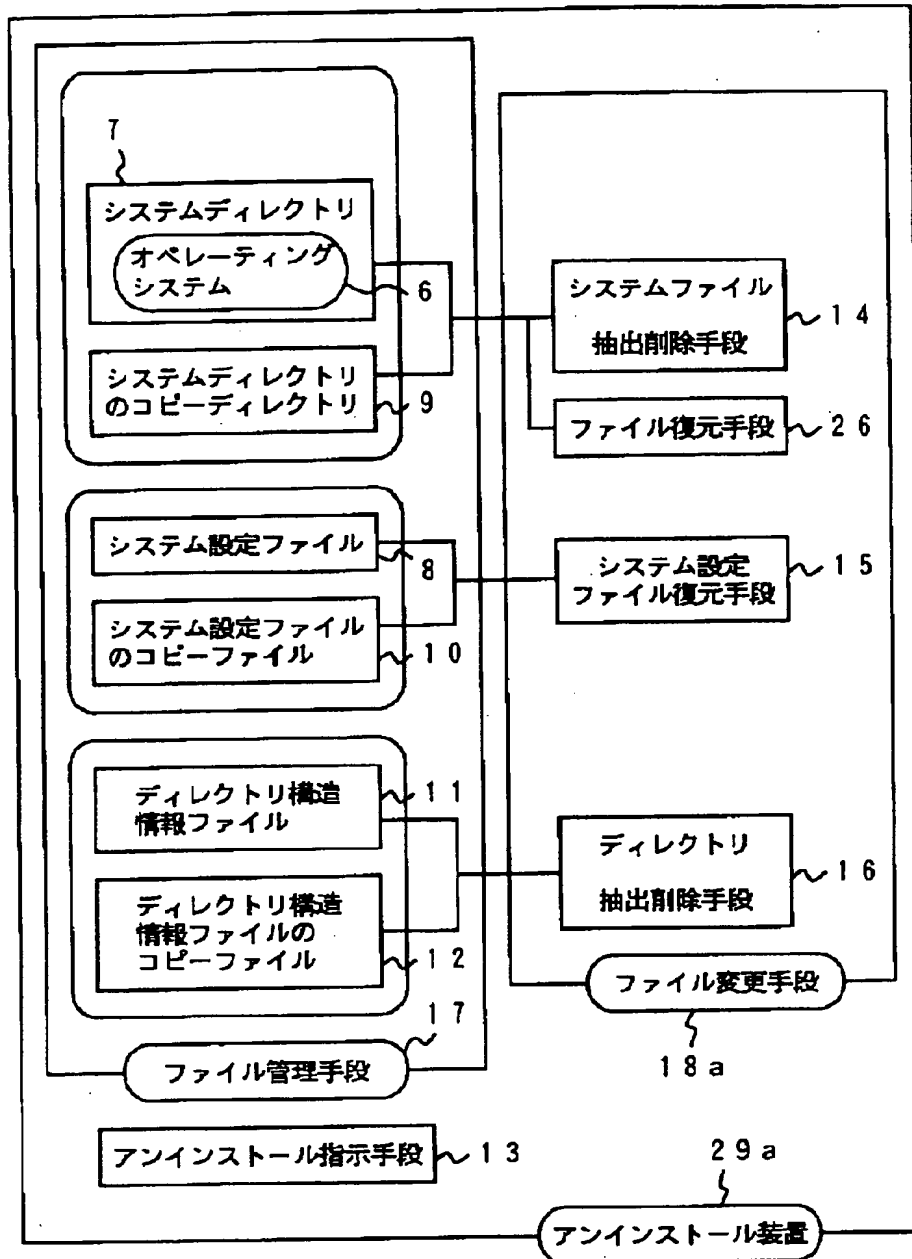 7
システムディレクトリ
オペレーティング
システム
6
システムディレクトリ
のコピーディレクトリ
9
システムファイル
抽出削除手段
14
ファイル復元手段
26
システム設定ファイル
8
システム設定ファイル
のコピーファイル
10
システム設定
ファイル復元手段
15
ディレクトリ構造
情報ファイル
11
ディレクトリ構造
情報ファイルの
コピーファイル
12
ディレクトリ
抽出削除手段
16
ファイル変更手段
18a
17
ファイル管理手段
アンインストール指示手段
13
29a
アンインストール装置